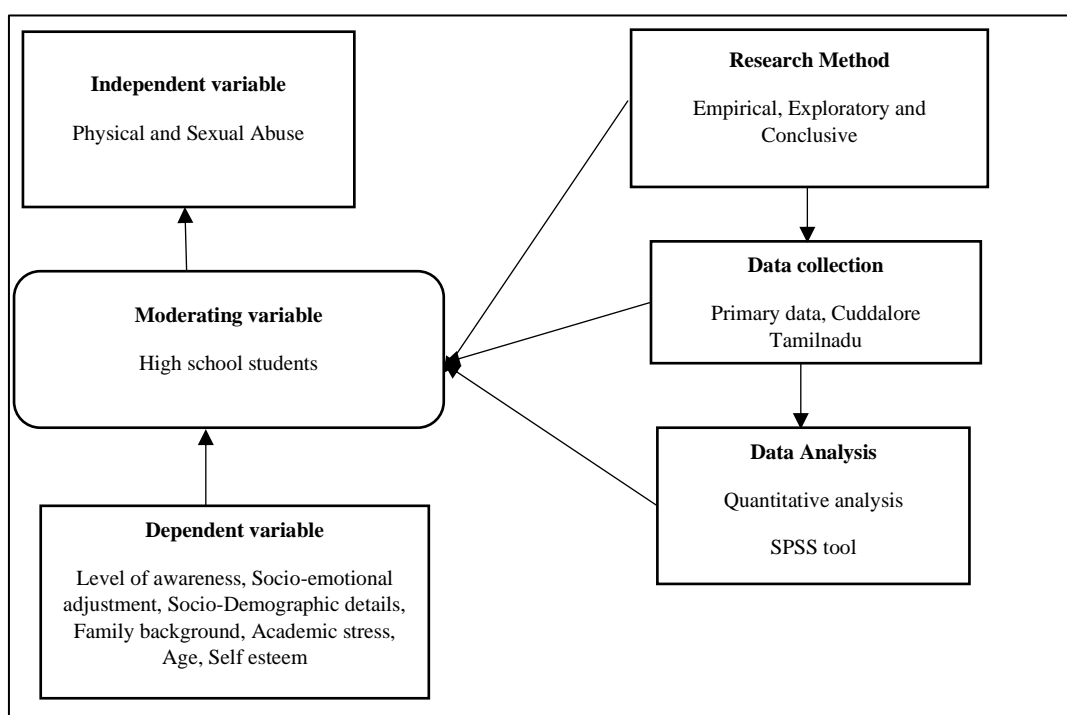 Independent variable
Physical and Sexual Abuse
Moderating variable
High school students
Dependent variable
Level of awareness, Socio-emotional
adjustment, Socio-Demographic details,
Family background, Academic stress,
Age, Self esteem
Research Method
Empirical, Exploratory and
Conclusive
Data collection
Primary data, Cuddalore
Tamilnadu
Data Analysis
Quantitative analysis
SPSS tool